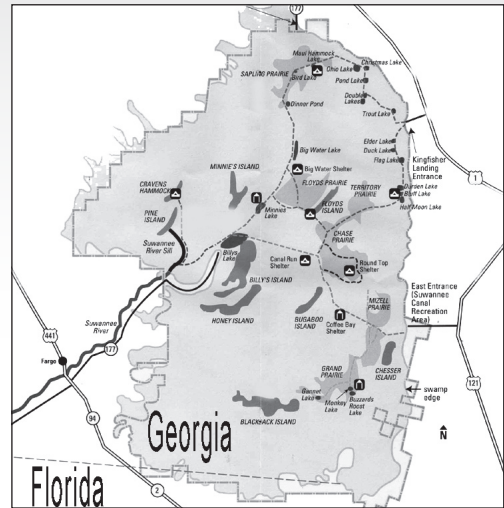 177
Maul Hammock
Lake
Christmas Lake
Ohio Lake
SAPLING PRAIRIE
Bird Lake
Pond Lake
Double
Lakes
Dinner Pond
Trout Lake
Elder Lake
Duck Lake
Big Water Lake
Flag Lake
Kingfisher
Landing
Entrance
1
MINNIE'S ISLAND
Big Water Shelter
CRAVENS
HAMMOCK
FLOYDS PRAIRIE
TERRITORY
PRAIRIE
Durden Lake
Bluff Lake
Half Moon Lake
PINE
ISLAND
Minnies
Lake
FLOYDS
ISLAND
CHASE
PRAIRIE
Suwannee
River Sill
Billys
Lake
Canal Run
Shelter
Round Top
Shelter
BILLY'S ISLAND
East Entrance
(Suwannee
Canal
Recreation
Area)
MIZELL
PRAIRIE
HONEY ISLAND
BUGABOO
ISLAND
Coffee Bay
Shelter
Suwannee
River
441
177
Fargo
GRAND
PRAIRIE
CHESSER
ISLAND
121
Gannet
Lake
Monkey
Lake
Buzzards
Roost
Lake
swamp
edge
BLACKJACK ISLAND
94
N
Georgia
Florida
2